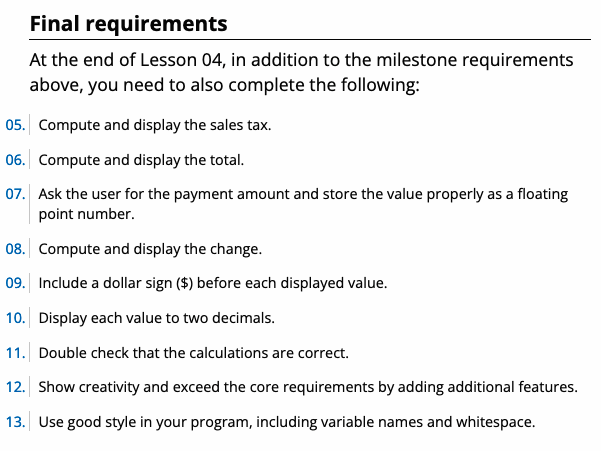 Final requirements
At the end of Lesson 04, in addition to the milestone requirements
above, you need to also complete the following:
05. Compute and display the sales tax.
06. Compute and display the total.
07. Ask the user for the payment amount and store the value properly as a floating
point number.
08. Compute and display the change.
09. Include a dollar sign ($) before each displayed value.
10. Display each value to two decimals.
11. Double check that the calculations are correct.
12. Show creativity and exceed the core requirements by adding additional features.
13. Use good style in your program, including variable names and whitespace.